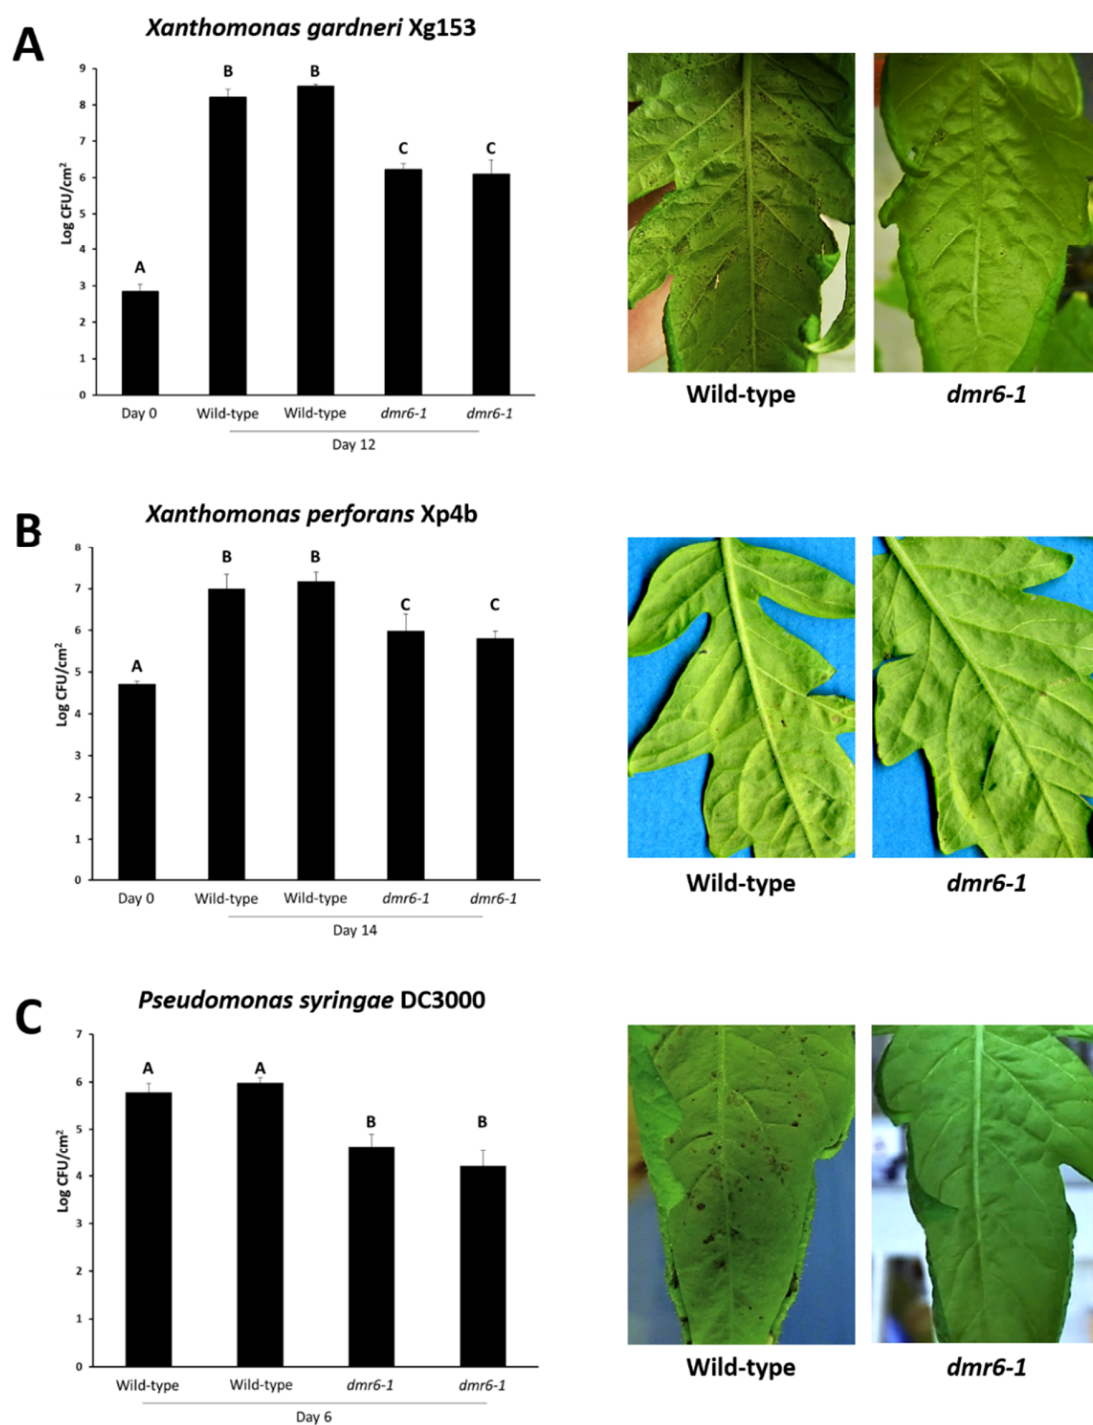 A
Xanthomonas gardneri Xg153
9
8
7
6
5
4
3
2
1
0
Log CFU/cm2
A
B
B
C
C
Day 0
Wild-type
Wild-type
dmr6-1
dmr6-1
Day 12
Wild-type
dmr6-1
B
Xanthomonas perforans Xp4b
8
7
6
5
4
3
2
1
0
Log CFU/cm2
A
B
B
C
C
Day 0
Wild-type
Wild-type
dmr6-1
dmr6-1
Day 14
Wild-type
dmr6-1
C
Pseudomonas syringae DC3000
7
6
5
4
3
2
1
0
Log CFU/cm2
A
A
B
B
Wild-type
Wild-type
dmr6-1
dmr6-1
Day 6
Wild-type
dmr6-1